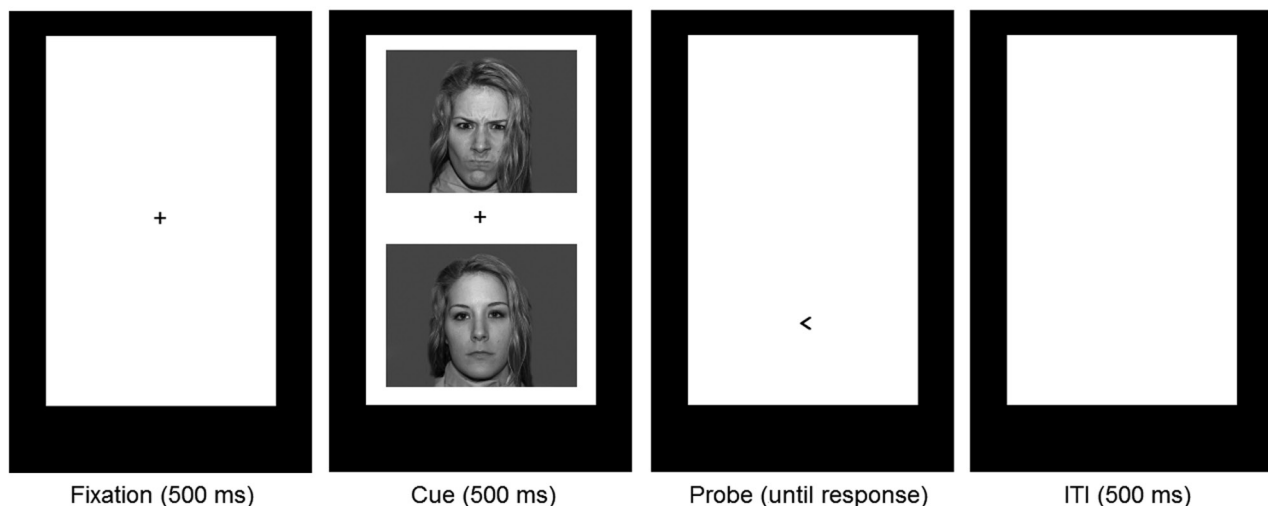 +
+
<
Fixation (500 ms)
Cue (500 ms)
Probe (until response)
ITI (500 ms)